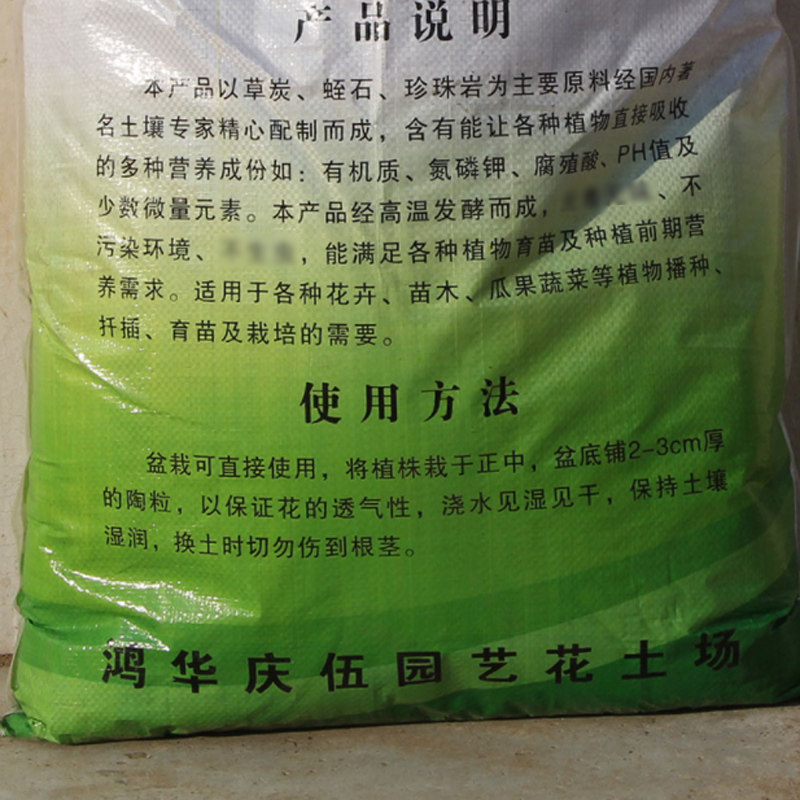 产品说明
本产品以草炭、蛭石、珍珠岩为主要原料经国内著
名土壤专家精心配制而成，含有能让各种植物直接吸收
的多种营养成份如：有机质、氮磷钾、腐殖酸、PH值及
少数微量元素。本产品经高温发酵而成，、不
污染环境、，能满足各种植物育苗及种植前期营
养需求。适用于各种花卉、苗木、瓜果蔬菜等植物播种、
扦插、育苗及栽培的需要。
使用方法
盆栽可直接使用，将植株栽于正中，盆底铺2-3cm厚
的陶粒，以保证花的透气性，浇水见湿见干，保持土壤
湿润，换土时切勿伤到根茎。
鸿华庆伍园艺花土场